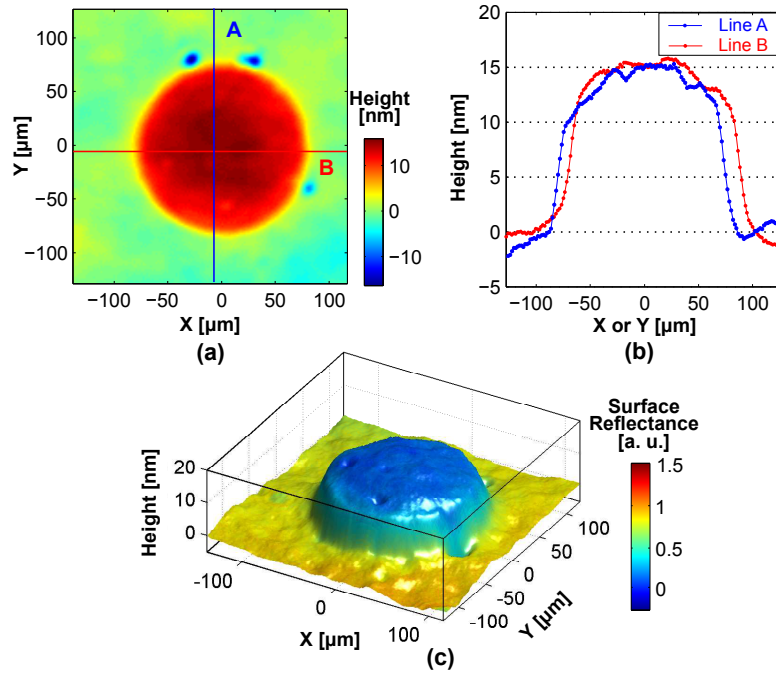 A
B
100
50
0
−50
−100
Y [µm]
−100
−50
0
50
100
X [µm]
Height
[nm]
10
0
−10
(a)
Line A
Line B
20
15
10
5
0
−5
Height [nm]
−100
−50
0
50
100
X or Y [µm]
(b)
20
10
0
Height [nm]
-100
0
100
X [µm]
-100
-50
0
50
100
Y [µm]
Surface
Reflectance
[a. u.]
1.5
1
0.5
0
(c)